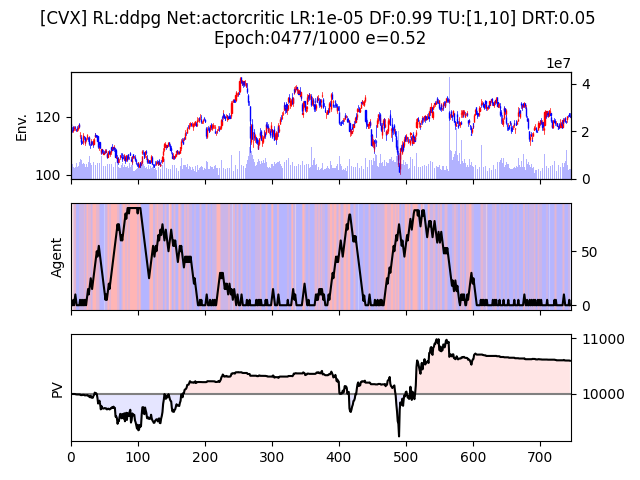 [CVX] RL:ddpg Net:actorcritic LR:1e-05 DF:0.99 TU:[1,10] DRT:0.05
Epoch:0477/1000 e=0.52
1e7
Env.
120
100
4
2
0
Agent
50
0
PV
11000
10000
0 100 200 300 400 500 600 700